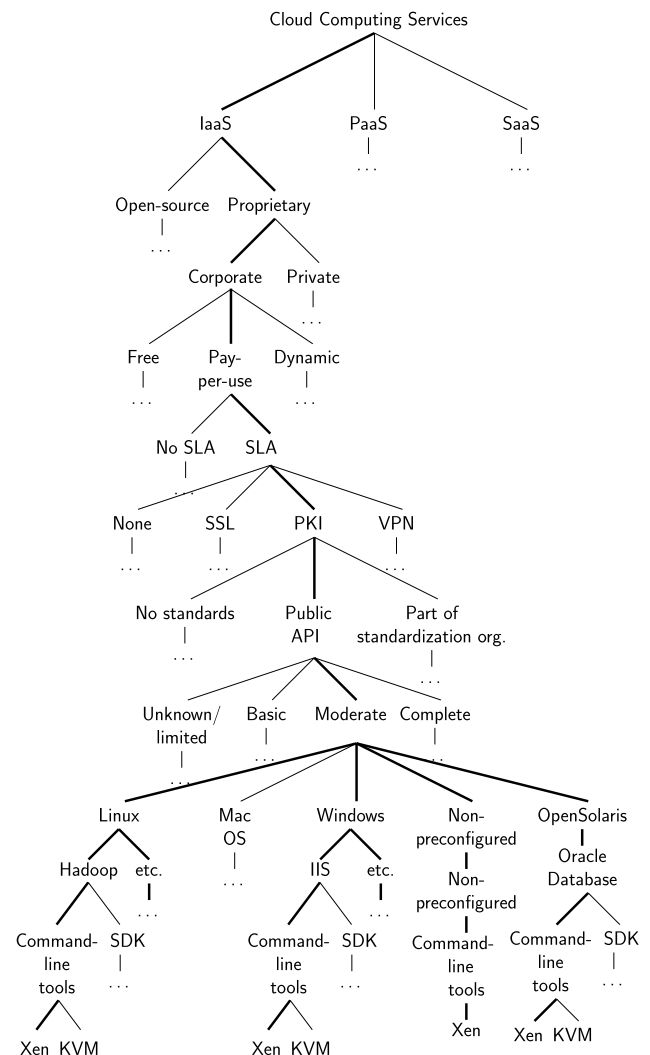 Cloud Computing Services
IaaS PaaS SaaS
... ...
Open-source Proprietary
...
Corporate Private
...
Free Pay- Dynamic
per-use
... ...
No SLA SLA
...
None SSL PKI VPN
... ... ...
No standards Public Part of
API standardization org.
...
...
Unknown/ Basic Moderate Complete
limited
... ...
...
Linux Mac Windows Non- OpenSolaris
OS preconfigured
Oracle
Hadoop etc. IIS etc. Non- Database
... preconfigured
... ...
Command- SDK Command- SDK Command- Command- SDK
line line line line
tools ... tools ... tools tools ...
Xen Xen KVM
Xen KVM Xen KVM